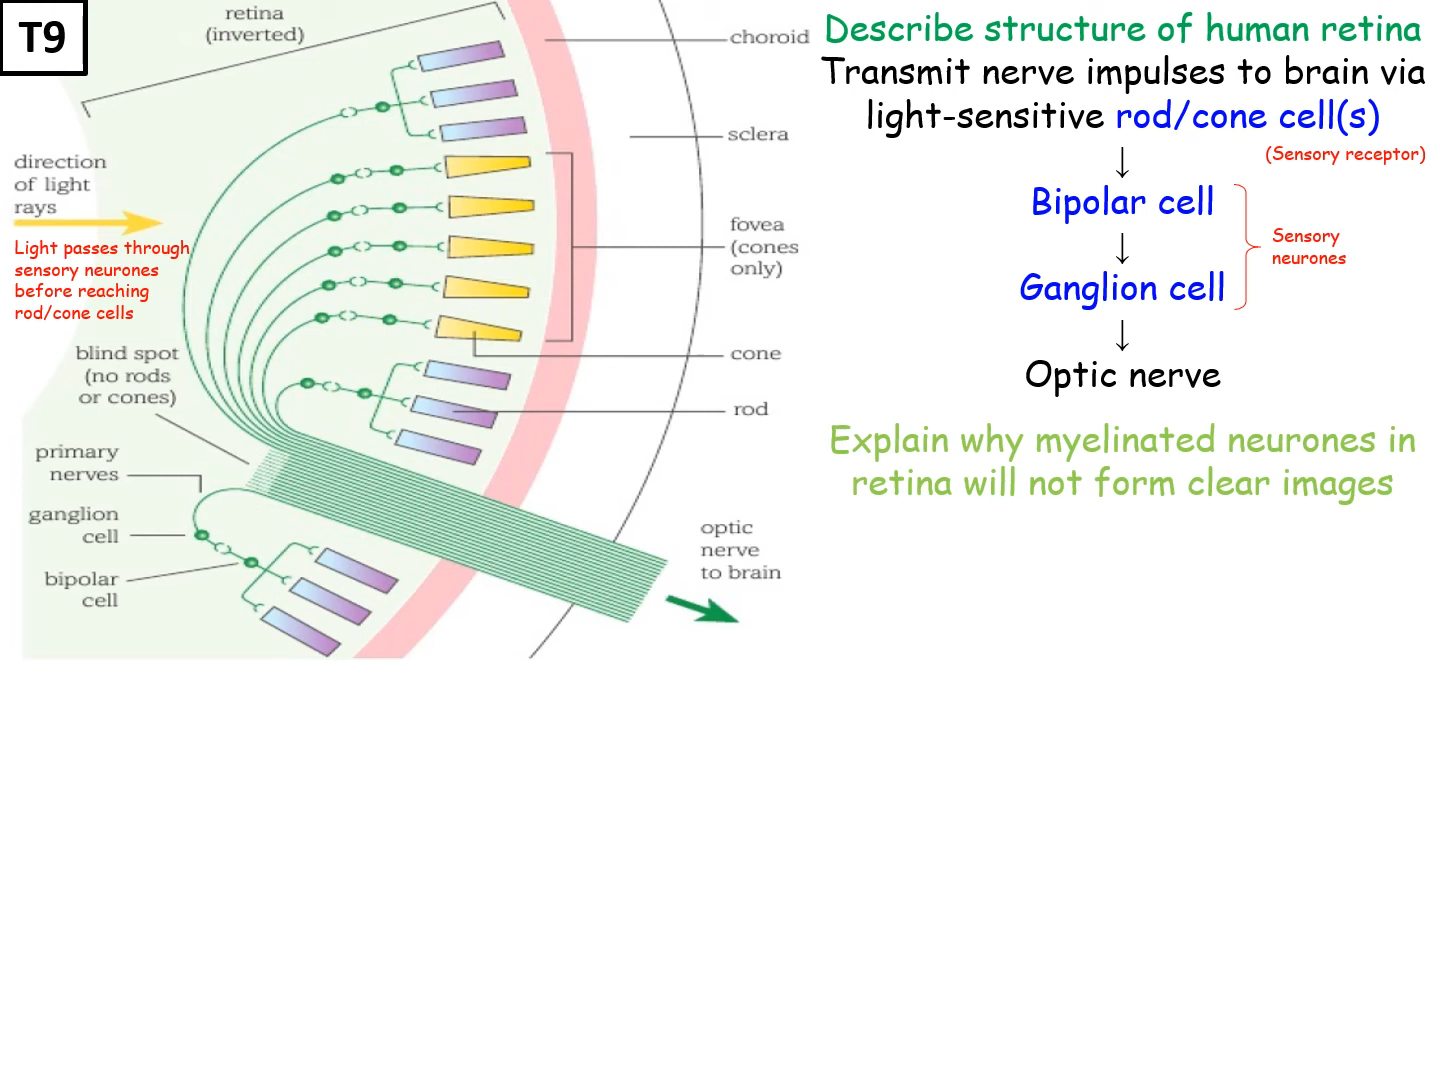 T9
retina
(inverted)
choroid
sclera
direction
of light
rays
Light passes through
sensory neurones
before reaching
rod/cone cells
fovea
(cones
only)
blind spot
(no rods
or cones)
cone
rod
primary
nerves
ganglion
cell
bipolar
cell
optic
nerve
to brain
Describe structure of human retina
Transmit nerve impulses to brain via
light-sensitive rod/cone cell(s)
(Sensory receptor)
↓
Bipolar cell
↓
Sensory
neurones
Ganglion cell
↓
Optic nerve
Explain why myelinated neurones in
retina will not form clear images